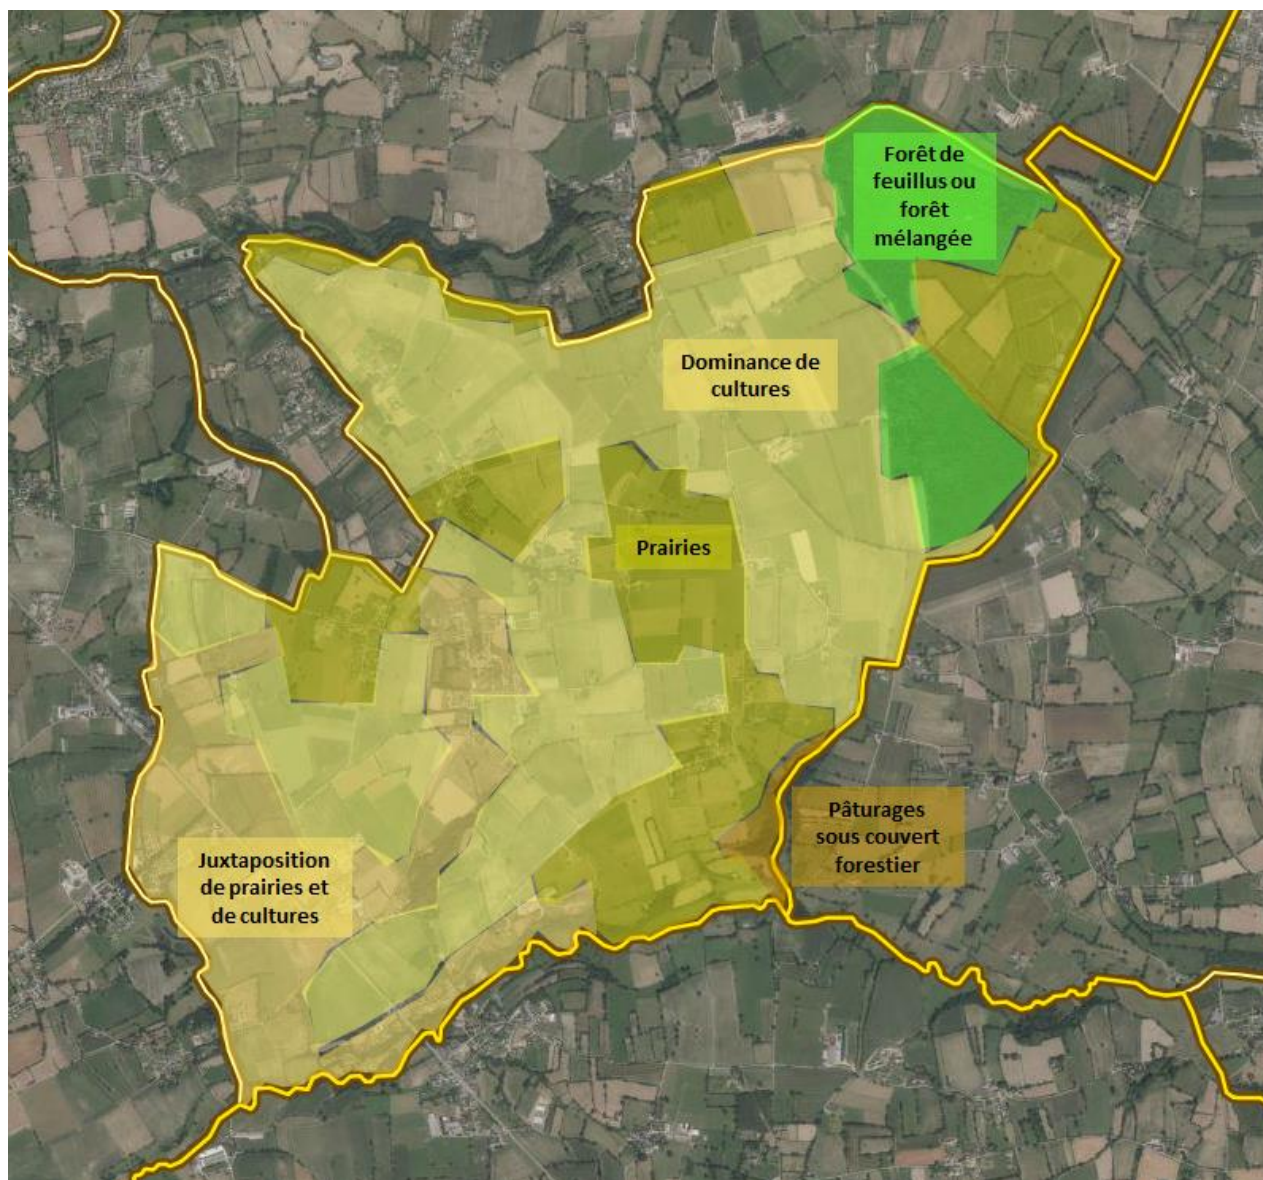 Forêt de
feuillus ou
forêt
mélangée
Dominance de
cultures
Prairies
Pâturages
sous couvert
forestier
Juxtaposition
de prairies et
de cultures